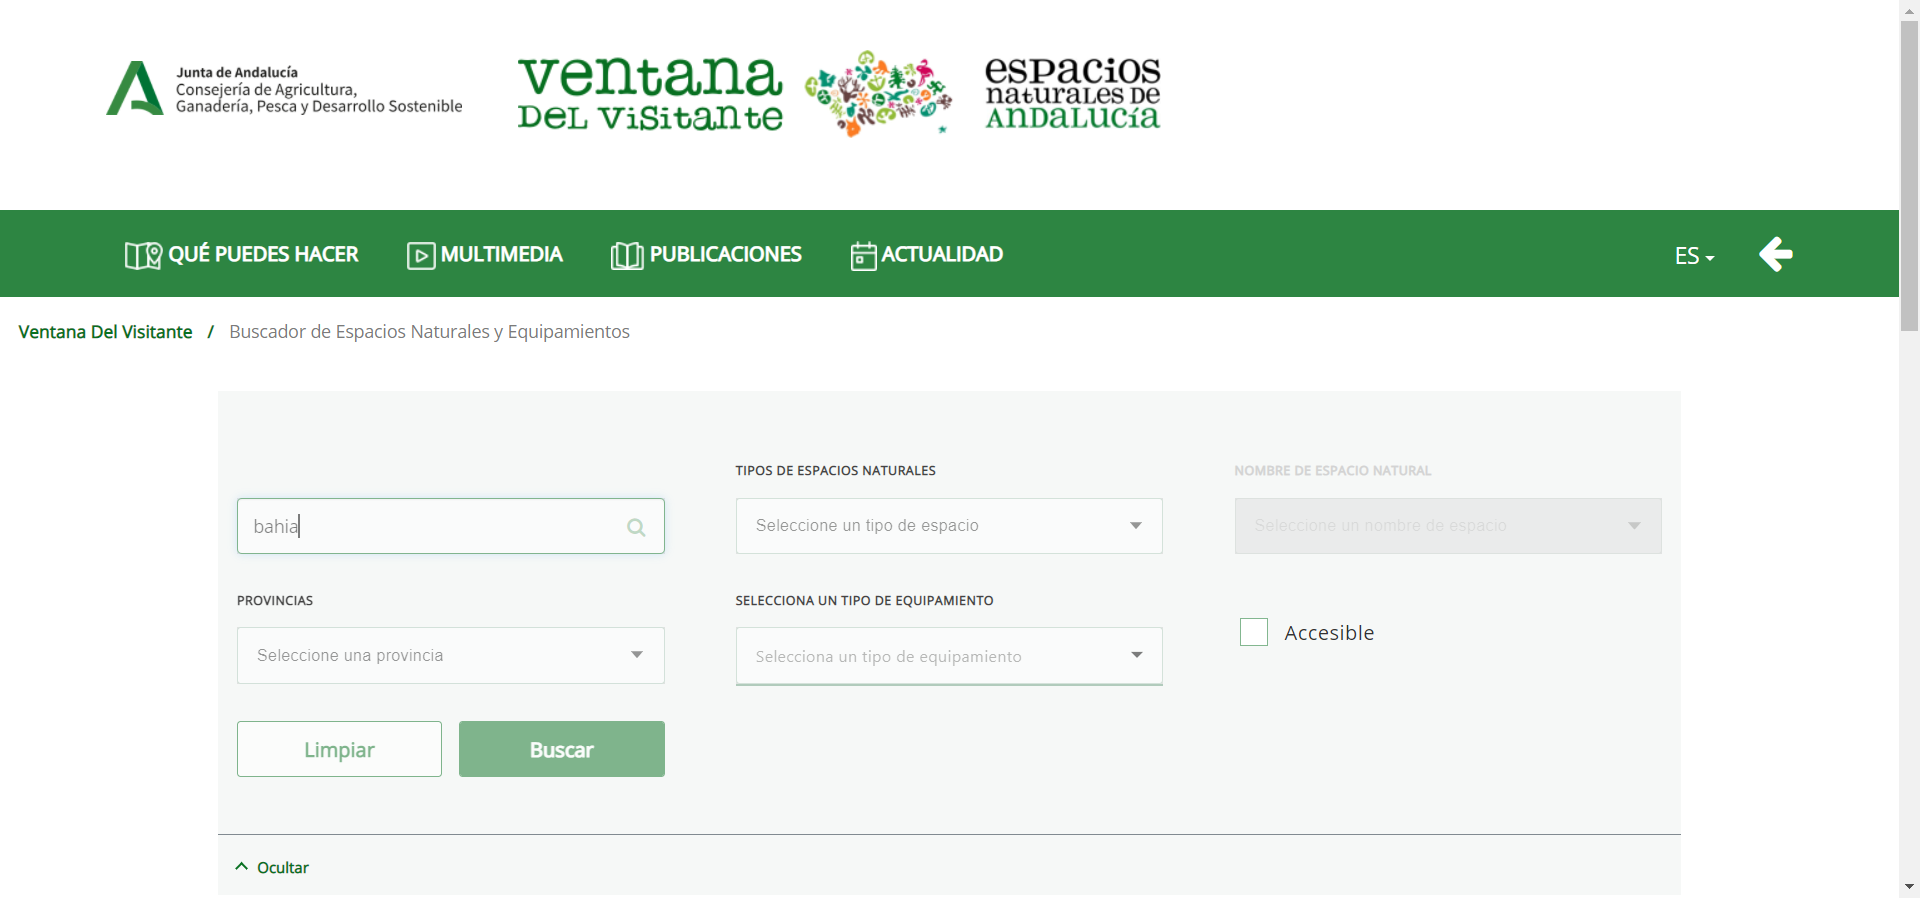 Junta de Andalucía
Consejería de Agricultura,
Ganadería, Pesca y Desarrollo Sostenible
ventana
DEL VISITANTE
ESPACIOS
NATURALES DE
ANDALUCÍA
QUÉ PUEDES HACER
MULTIMEDIA
PUBLICACIONES
ACTUALIDAD
ES
Ventana Del Visitante / Buscador de Espacios Naturales y Equipamientos
TIPOS DE ESPACIOS NATURALES
NOMBRE DE ESPACIO NATURAL
bahia
Seleccione un tipo de espacio
Seleccione un nombre de espacio
PROVINCIAS
SELECCIONA UN TIPO DE EQUIPAMIENTO
Accesible
Seleccione una provincia
Selecciona un tipo de equipamiento
Limpiar
Buscar
Ocultar